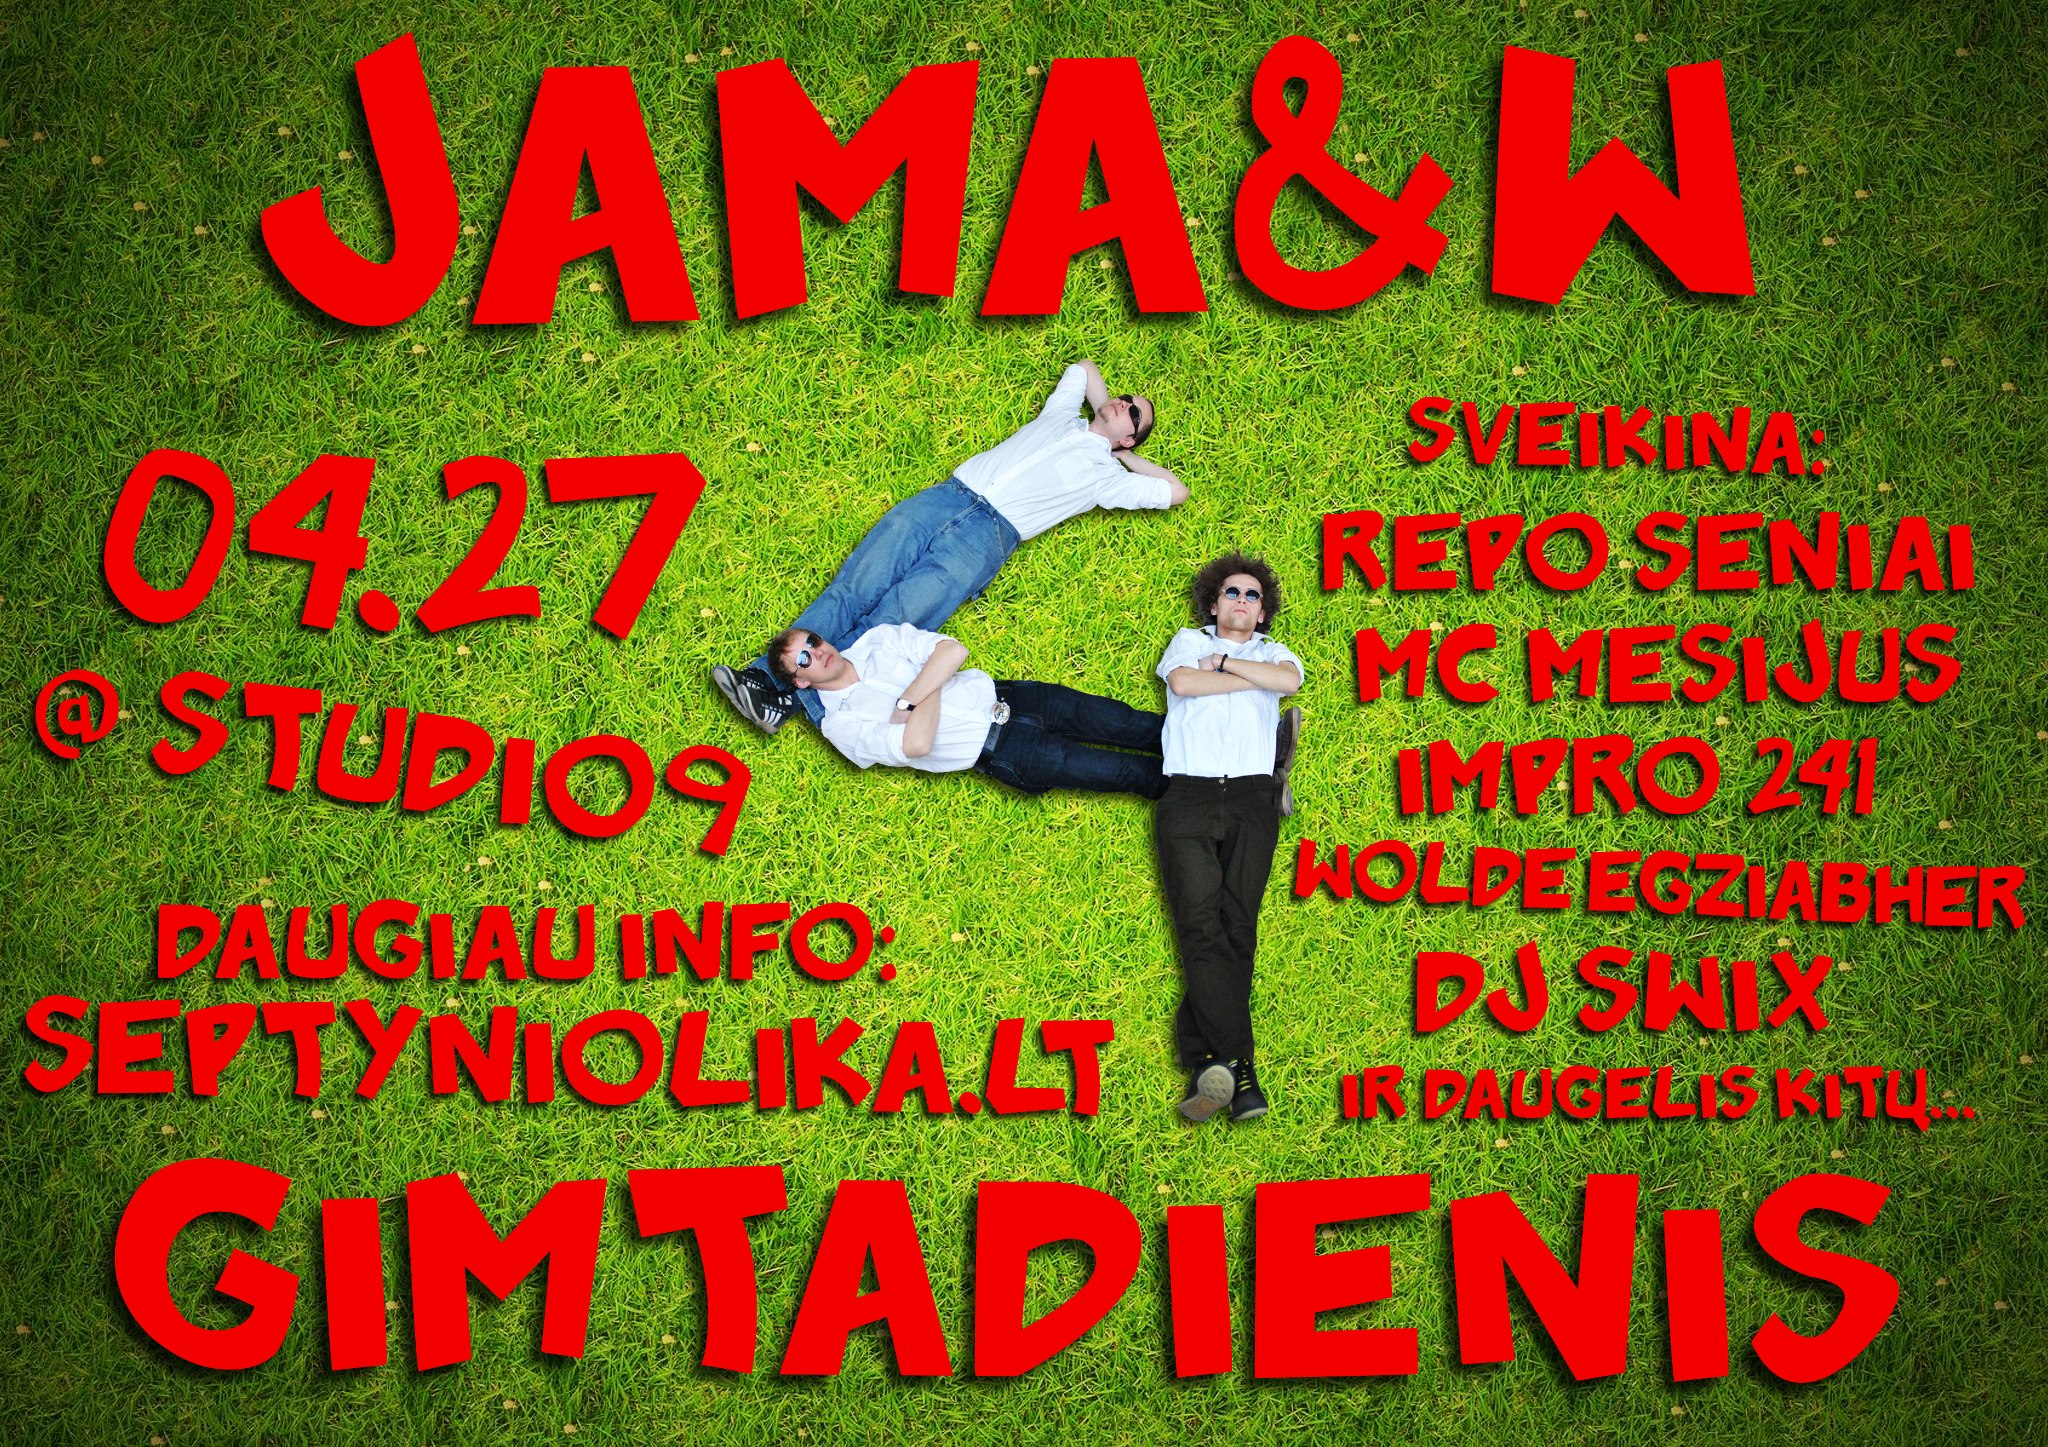 JAMA&W
04.27
@ STUDIO9
DAUGIAU INFO:
SEPTYNIOLIKA.LT
SVEIKINA:
REPO SENIAI
MC MESIJUS
IMPRO 241
WOLDE EGZIABHER
DJ SWIX
IR DAUGELIS KITŲ...
GIMTADIENIS